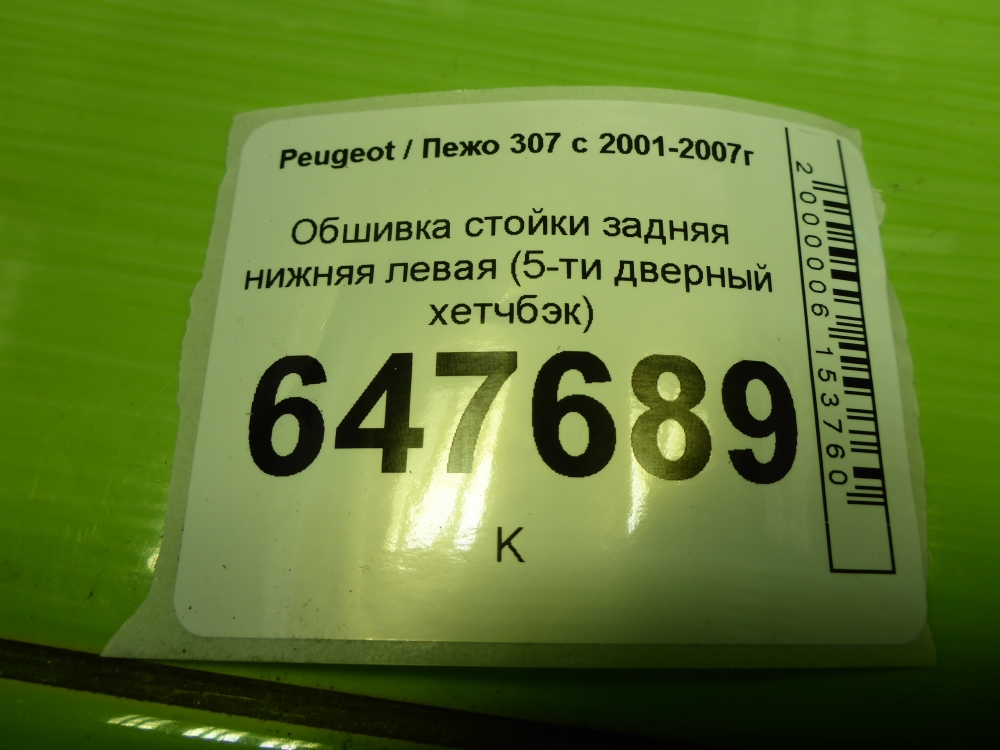 Peugeot / Пежо 307 с 2001-2007г
Обшивка стойки задняя
нижняя левая (5-ти дверный
хетчбэк)
647689
К
2000006153760